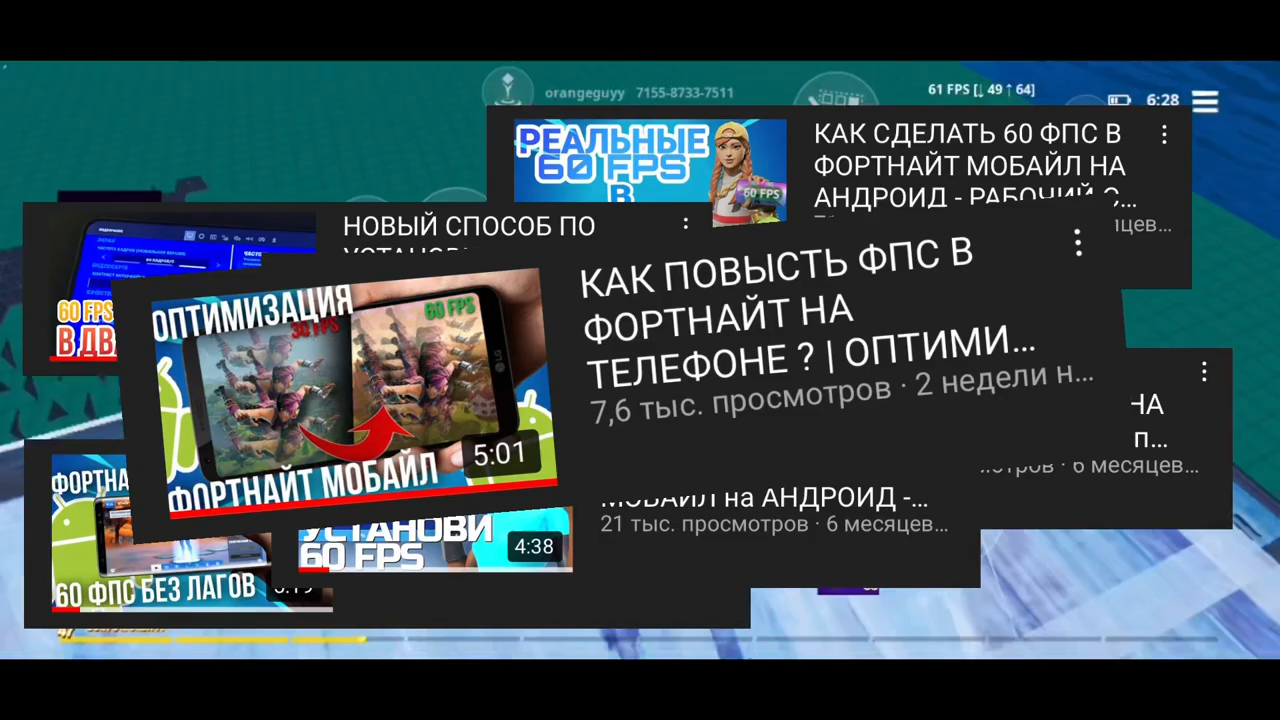 orangeguyy 7155-8733-7511
61 FPS [↓ 49 ↑ 64]
6:28
РЕАЛЬНЫЕ
60 FPS
В
60 FPS
КАК СДЕЛАТЬ 60 ФПС В
ФОРТНАЙТ МОБАЙЛ НА
АНДРОИД - РАБОЧИЙ С...
НОВЫЙ СПОСОБ ПО
60 FPS
В ДВ
ОПТИМИЗАЦИЯ
30 FPS
60 FPS
LG
ФОРТНАЙТ МОБАЙЛ
5:01
КАК ПОВЫСТЬ ФПС В
ФОРТНАЙТ НА
ТЕЛЕФОНЕ ? | ОПТИМИ...
7,6 тыс. просмотров · 2 недели н...
НА
п...
6 месяцев...
МОБАЙЛ на АНДРОИД -...
21 тыс. просмотров · 6 месяцев...
УСТАНОВИ
60 FPS
4:38
ФОРТНА
60 ФПС БЕЗ ЛАГОВ